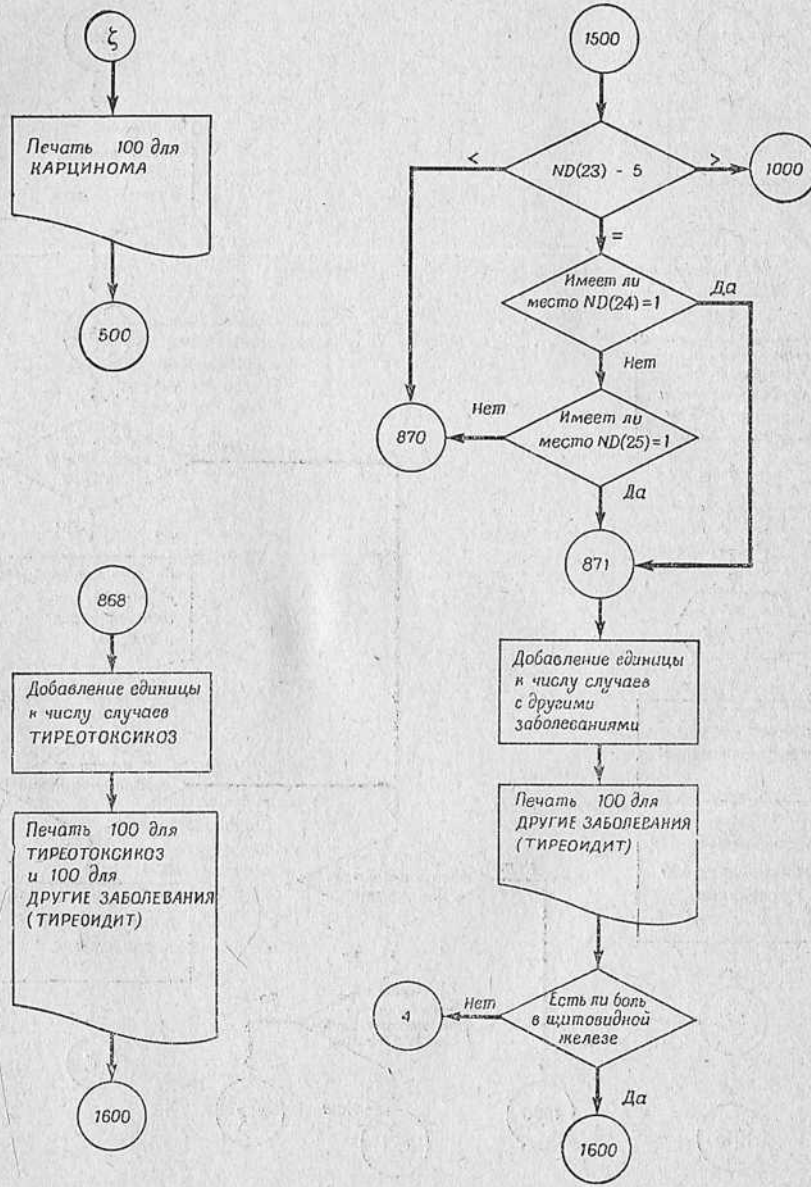 ξ
Печать 100 для
КАРЦИНОМА
500
868
Добавление единицы
к числу случаев
ТИРЕОТОКСИКОЗ
Печать 100 для
ТИРЕОТОКСИКОЗ
и 100 для
ДРУГИЕ ЗАБОЛЕВАНИЯ
(ТИРЕОИДИТ)
1600
1500
<
ND(23) - 5
>
1000
=
Имеет ли
место ND(24)=1
Да
Нет
870
Нет
Имеет ли
место ND(25)=1
Да
871
Добавление единицы
к числу случаев
с другими
заболеваниями
Печать 100 для
ДРУГИЕ ЗАБОЛЕВАНИЯ
(ТИРЕОИДИТ)
4
Нет
Есть ли боль
в щитовидной
железе
Да
1600